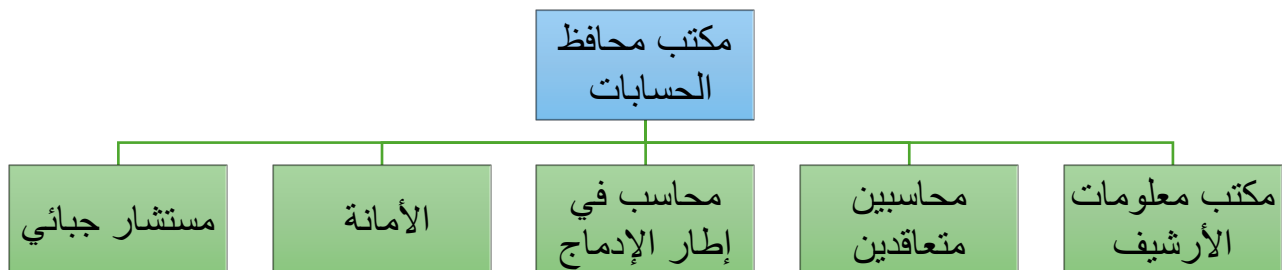 مكتب محافظ
الحسابات
مكتب معلومات
الأرشيف
محاسبين
متعاقدين
محاسب في
إطار الإدماج
الأمانة
مستشار جبائي